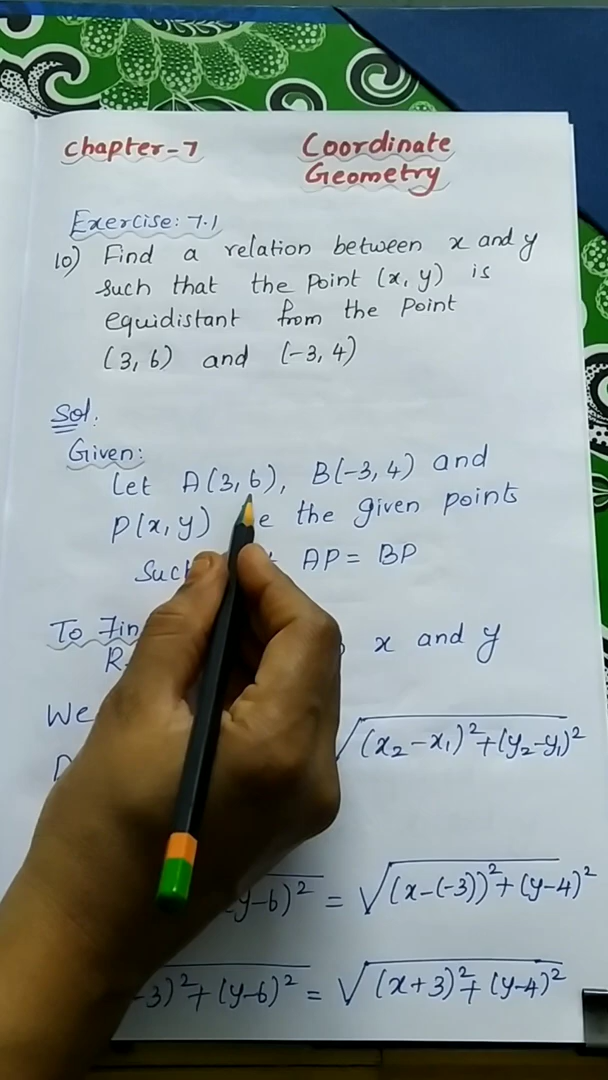 Chapter-7
Coordinate
Geometry
Exercise: 7.1
10) Find a relation between x and y
such that the point (x, y) is
equidistant from the point
(3, 6) and (-3, 4)
Sol.
Given:
Let A(3, 6), B(-3, 4) and
P(x, y) the given points
AP = BP
To
x and y
We
√(x₂-x₁)²+(y₂-y₁)²
y-6)² = √(x-(-3))²+(y-4)²
-3)²+(y-6)² = √(x+3)²+(y-4)²